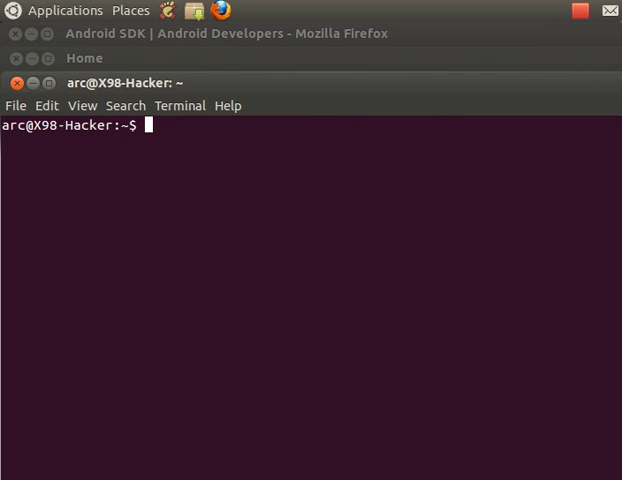 Applications Places
Android SDK | Android Developers - Mozilla Firefox
Home
arc@X98-Hacker: ~
File Edit View Search Terminal Help
arc@X98-Hacker:~$